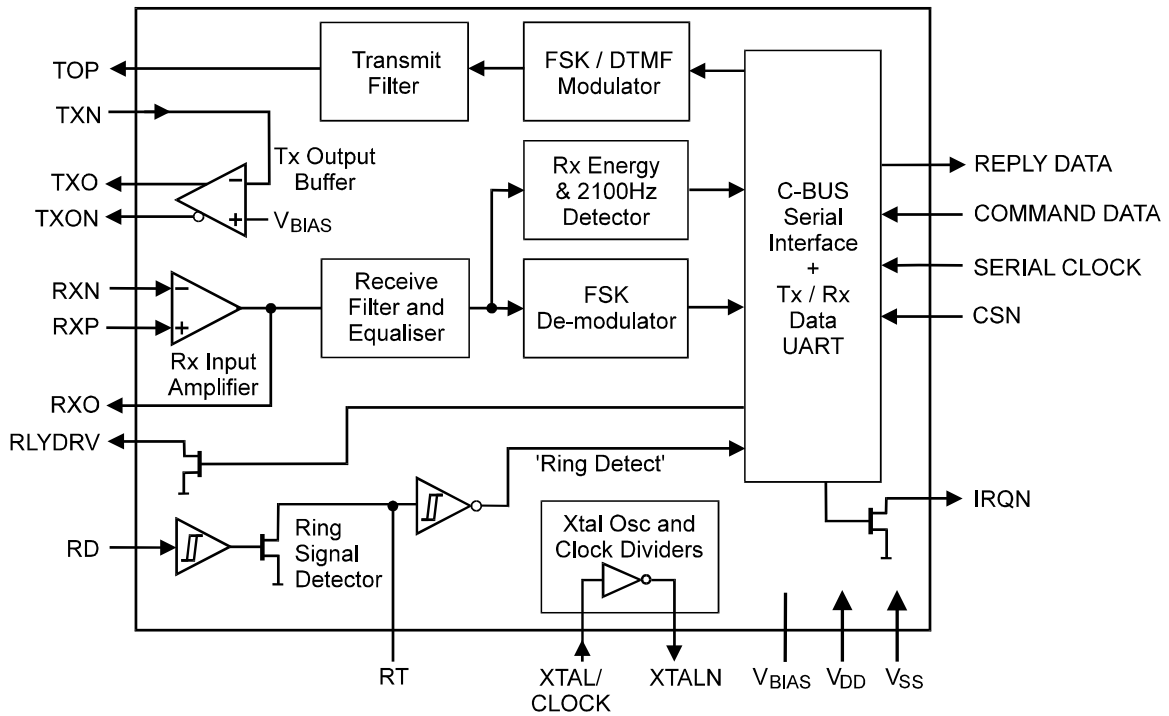 TOP
Transmit
Filter
FSK / DTMF
Modulator
TXN
Tx Output
Buffer
TXO
TXON
−
+
VBIAS
Rx Energy
& 2100Hz
Detector
C-BUS
Serial
Interface
+
Tx / Rx
Data
UART
REPLY DATA
COMMAND DATA
SERIAL CLOCK
CSN
RXN
RXP
−
+
Rx Input
Amplifier
Receive
Filter and
Equaliser
FSK
De-modulator
RXO
RLYDRV
'Ring Detect'
RD
Ring
Signal
Detector
Xtal Osc and
Clock Dividers
IRQN
RT
XTAL/
CLOCK
XTALN
VBIAS
VDD
VSS